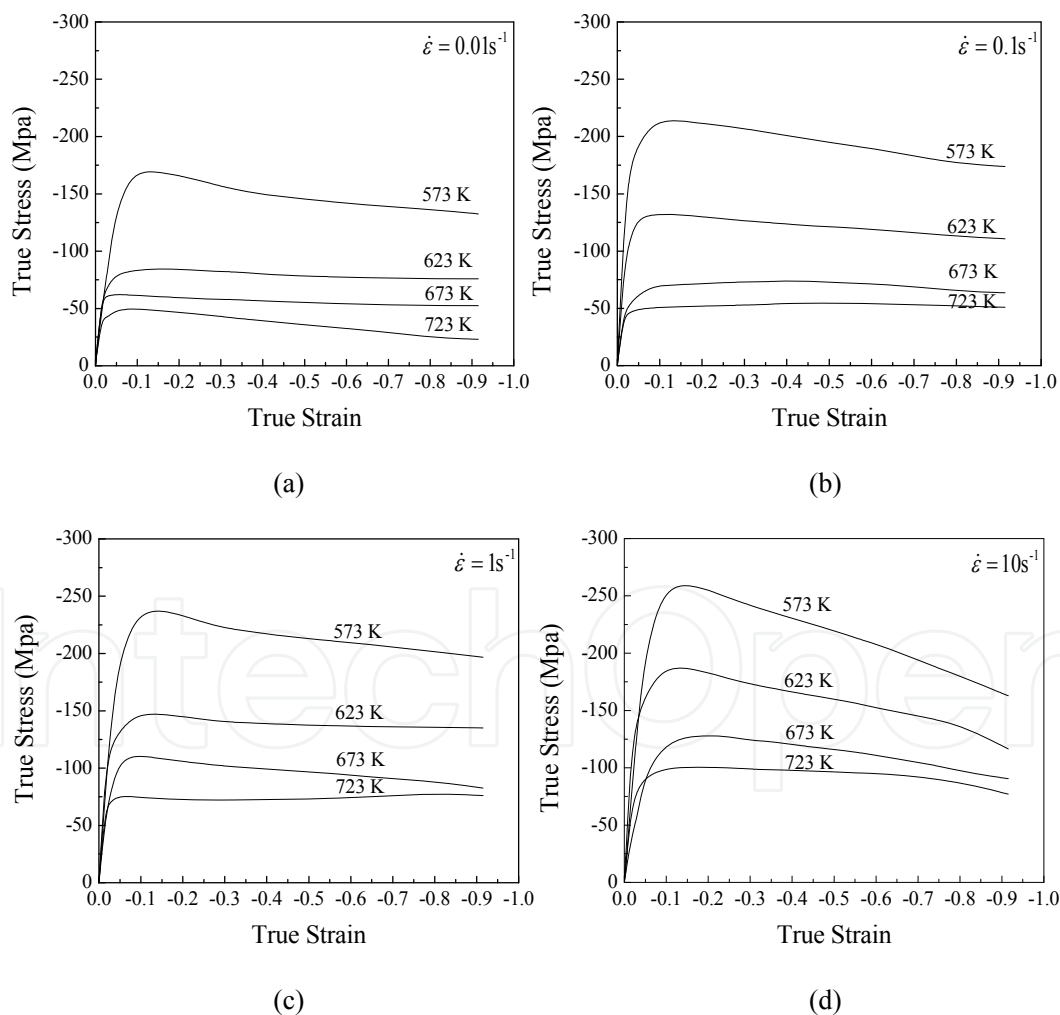 -300
-250
-200
-150
-100
-50
0
True Stress (Mpa)
ε̇ = 0.01s⁻¹
573 K
623 K
673 K
723 K
0.0 -0.1 -0.2 -0.3 -0.4 -0.5 -0.6 -0.7 -0.8 -0.9 -1.0
True Strain
(a)
-300
-250
-200
-150
-100
-50
0
True Stress (Mpa)
ε̇ = 0.1s⁻¹
573 K
623 K
673 K
723 K
0.0 -0.1 -0.2 -0.3 -0.4 -0.5 -0.6 -0.7 -0.8 -0.9 -1.0
True Strain
(b)
-300
-250
-200
-150
-100
-50
0
True Stress (Mpa)
ε̇ = 1s⁻¹
573 K
623 K
673 K
723 K
0.0 -0.1 -0.2 -0.3 -0.4 -0.5 -0.6 -0.7 -0.8 -0.9 -1.0
True Strain
(c)
-300
-250
-200
-150
-100
-50
0
True Stress (Mpa)
ε̇ = 10s⁻¹
573 K
623 K
673 K
723 K
0.0 -0.1 -0.2 -0.3 -0.4 -0.5 -0.6 -0.7 -0.8 -0.9 -1.0
True Strain
(d)
ntechOpen